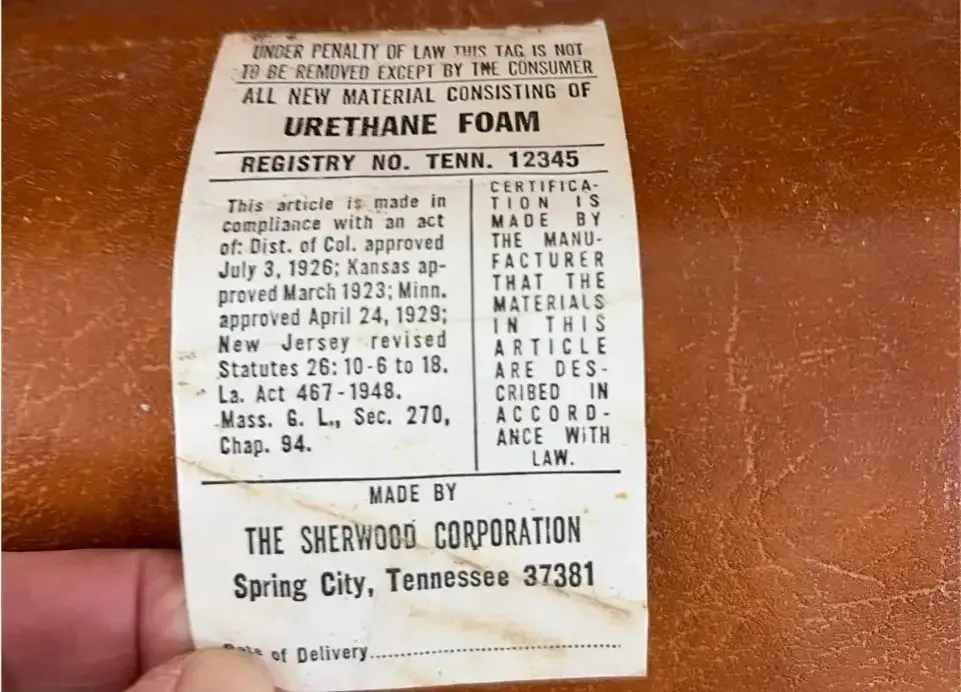 UNDER PENALTY OF LAW THIS TAG IS NOT
TO BE REMOVED EXCEPT BY THE CONSUMER
ALL NEW MATERIAL CONSISTING OF
URETHANE FOAM
REGISTRY NO. TENN. 12345
This article is made in
compliance with an act
of: Dist. of Col. approved
July 3, 1926; Kansas ap-
proved March 1923; Minn.
approved April 24, 1929;
New Jersey revised
Statutes 26: 10-6 to 18.
La. Act 467-1948.
Mass. G. L., Sec. 270,
Chap. 94.
CERTIFICA-
TION IS
MADE BY
THE MANU-
FACTURER
THAT THE
MATERIALS
IN THIS
ARTICLE
ARE DES-
CRIBED IN
ACCORD-
ANCE WITH
LAW.
MADE BY
THE SHERWOOD CORPORATION
Spring City, Tennessee 37381
Date of Delivery